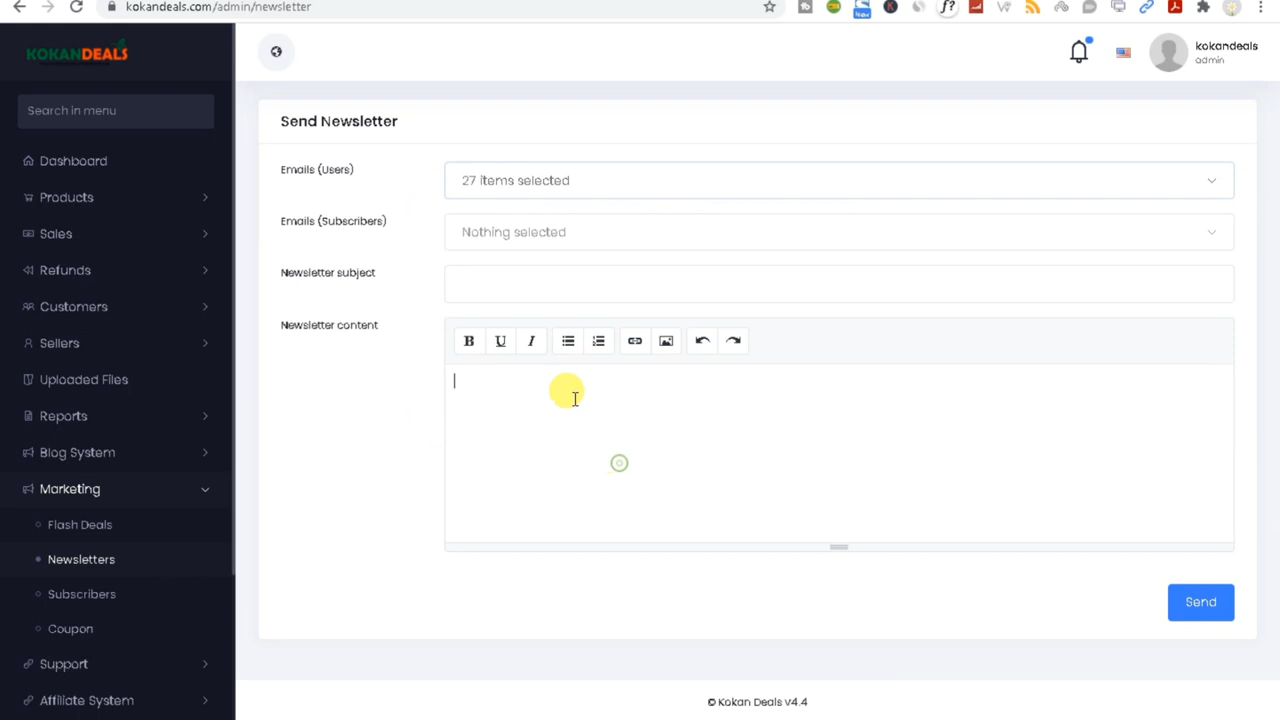 kokandeals.com/admin/newsletter
KOKANDEALS
kokandeals
admin
Search in menu
Send Newsletter
Dashboard
Products
Sales
Refunds
Customers
Sellers
Uploaded Files
Reports
Blog System
Marketing
Flash Deals
Newsletters
Subscribers
Coupon
Support
Affiliate System
Emails (Users)
27 items selected
Emails (Subscribers)
Nothing selected
Newsletter subject
Newsletter content
B U I
Send
© Kokan Deals v4.4